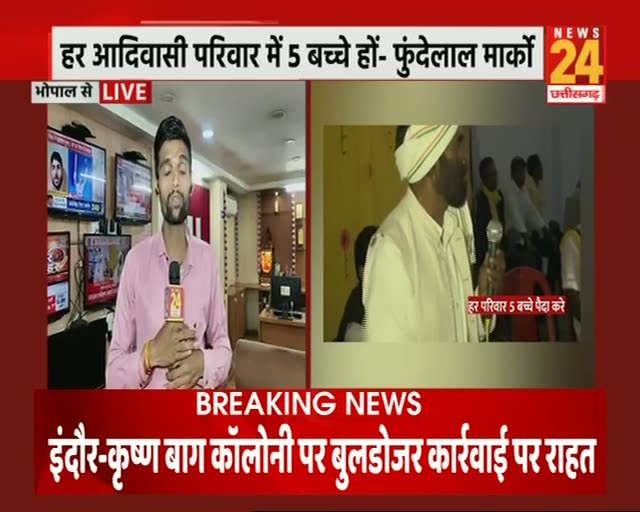 हर आदिवासी परिवार में 5 बच्चे हों- फुंदेलाल मार्को
NEWS
24
छत्तीसगढ़
भोपाल से LIVE
NEWS
24
हर परिवार 5 बच्चे पैदा करे
BREAKING NEWS
इंदौर-कृष्ण बाग कॉलोनी पर बुलडोजर कार्रवाई पर राहत